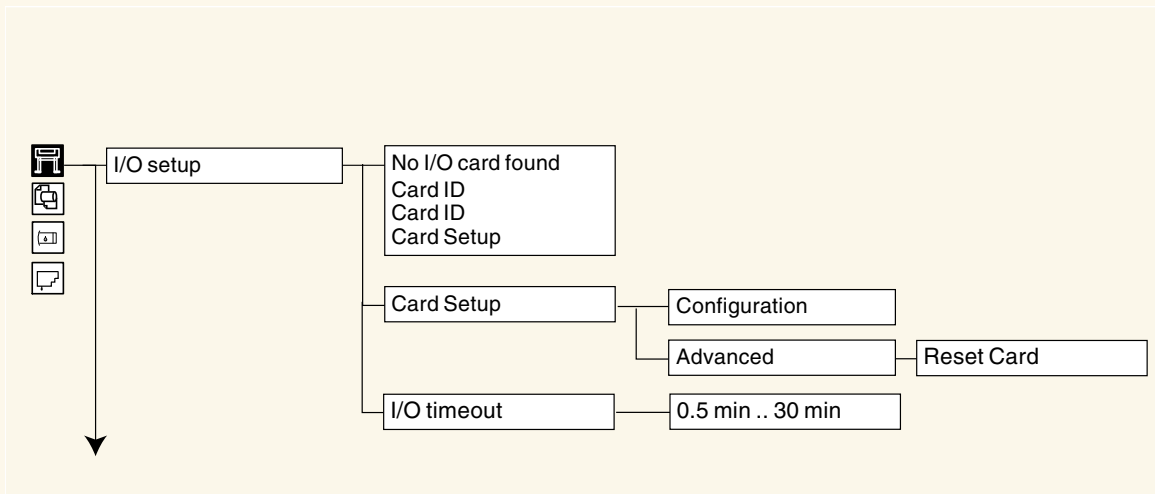 I/O setup
No I/O card found
Card ID
Card ID
Card Setup
Card Setup
Configuration
Advanced
Reset Card
I/O timeout
0.5 min .. 30 min